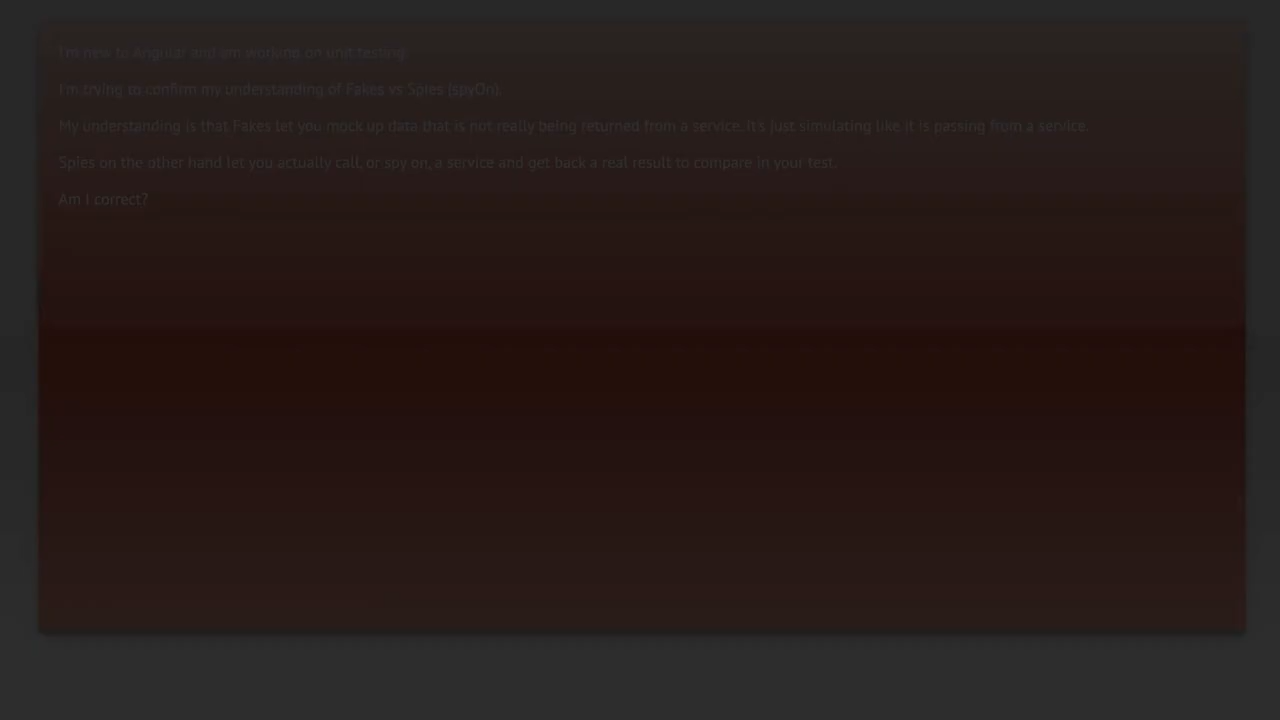 I'm new to Angular and am working on unit testing.
I'm trying to confirm my understanding of Fakes vs Spies (spyOn).
My understanding is that Fakes let you mock up data that is not really being returned from a service. It's just simulating like it is passing from a service.
Spies on the other hand let you actually call, or spy on, a service and get back a real result to compare in your test.
Am I correct?